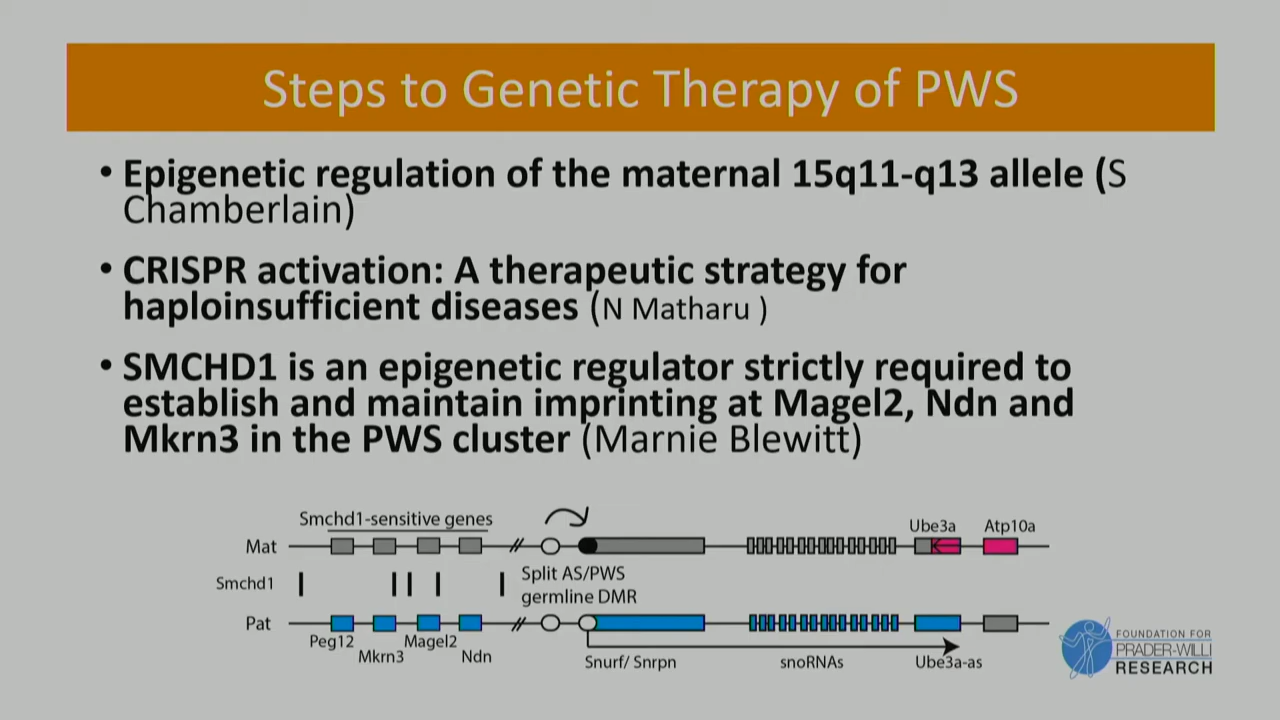 Steps to Genetic Therapy of PWS
• Epigenetic regulation of the maternal 15q11-q13 allele (S
Chamberlain)
• CRISPR activation: A therapeutic strategy for
haploinsufficient diseases (N Matharu )
• SMCHD1 is an epigenetic regulator strictly required to
establish and maintain imprinting at Magel2, Ndn and
Mkrn3 in the PWS cluster (Marnie Blewitt)
Smchd1-sensitive genes
Ube3a Atp10a
Mat
Smchd1
Split AS/PWS
germline DMR
Pat
Peg12 Magel2
Mkrn3 Ndn
Snurf/ Snrpn snoRNAs Ube3a-as
FOUNDATION FOR
PRADER-WILLI
RESEARCH